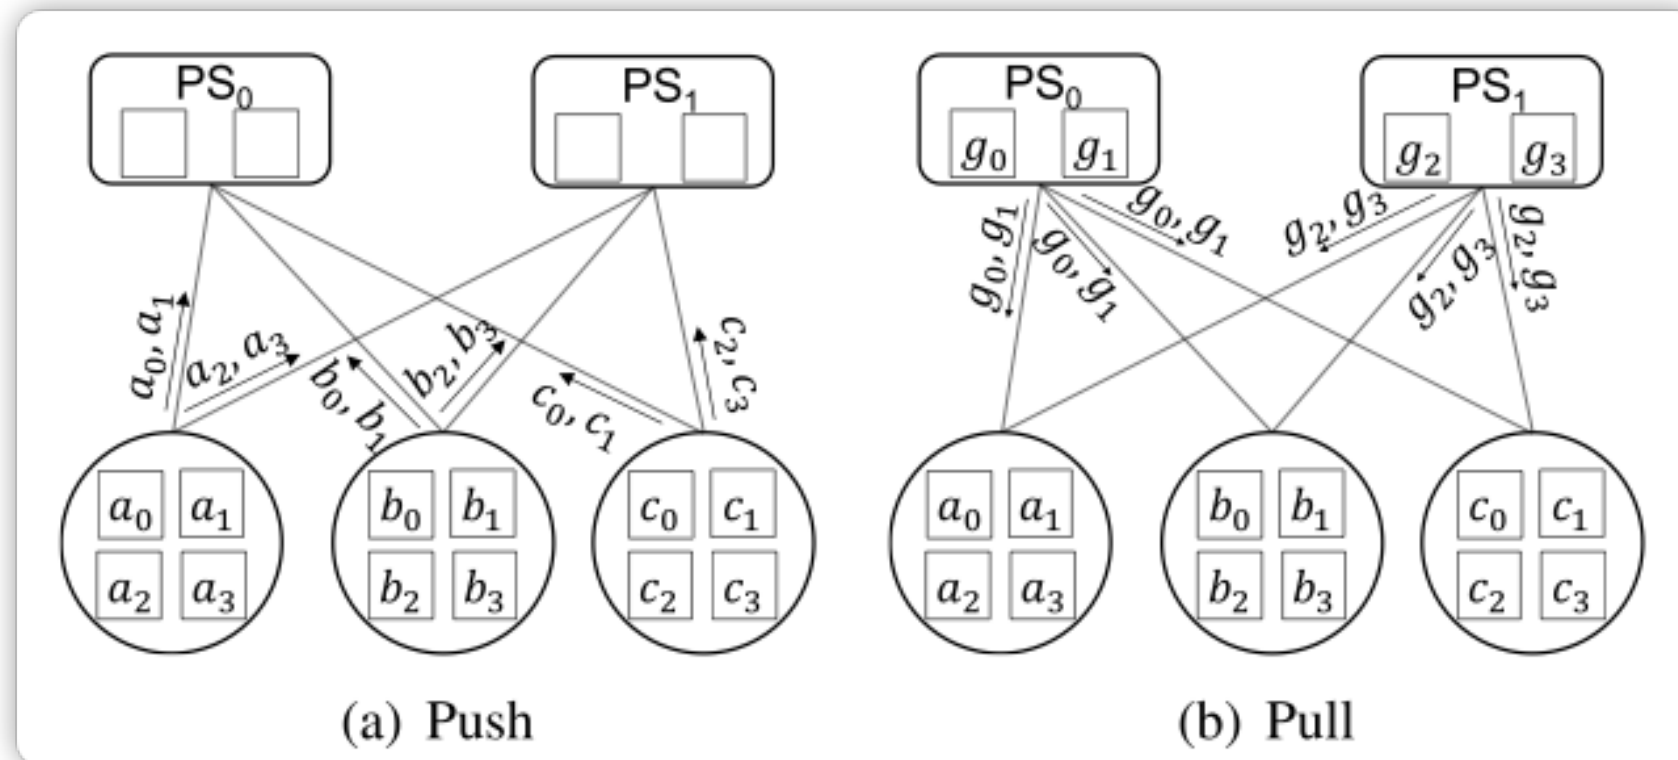 PS₀ PS₁ PS₀ PS₁
g₀ g₁ g₂ g₃
g₀, g₁ g₀, g₁ g₀, g₁ g₂, g₃ g₂, g₃ g₂, g₃
a₀, a₁ a₂, a₃ b₀, b₁ b₂, b₃ c₀, c₁ c₂, c₃
a₀ a₁ b₀ b₁ c₀ c₁ a₀ a₁ b₀ b₁ c₀ c₁
a₂ a₃ b₂ b₃ c₂ c₃ a₂ a₃ b₂ b₃ c₂ c₃
(a) Push (b) Pull